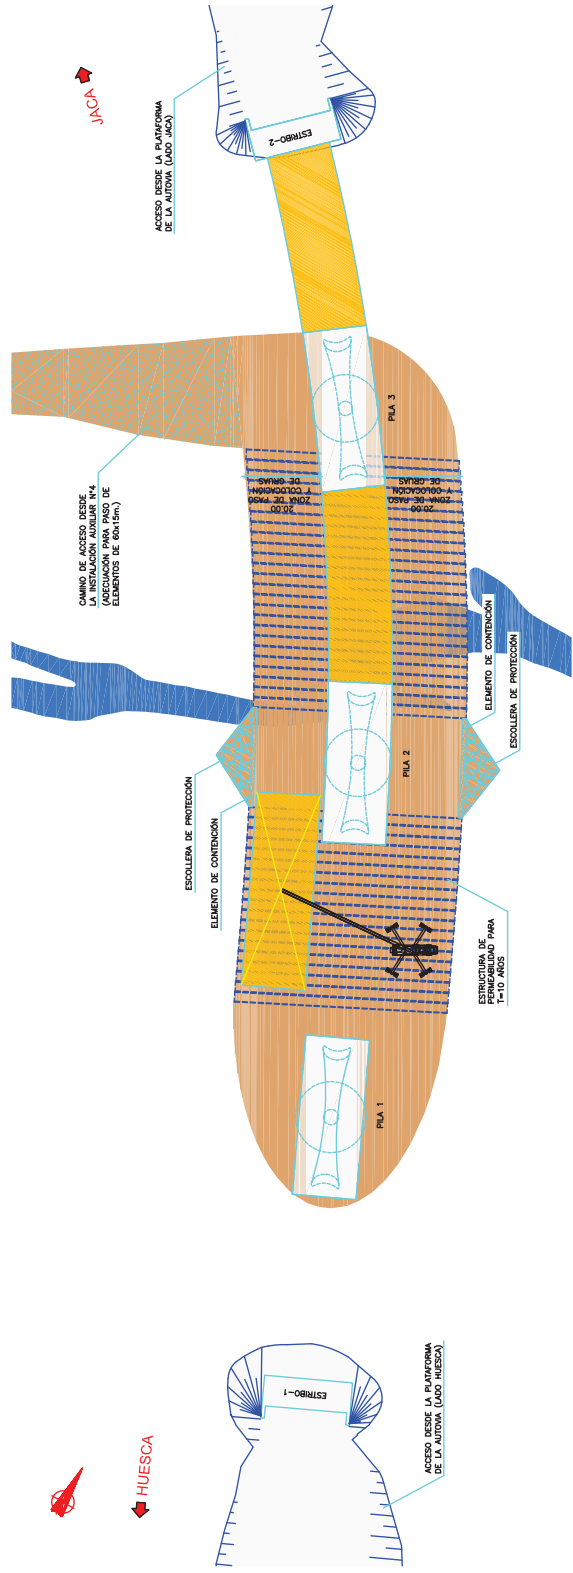 JACA
ACCESO DESDE LA PLATAFORMA
DE LA AUTOVIA (LADO JACA)
ESTRIBO-2
CAMINO DE ACCESO DESDE
LA INSTALACIÓN AUXILIAR Nº4
(ADECUACIÓN PARA PASO DE
ELEMENTOS DE 60x15m.)
PILA 3
20.00
ZONA DE PASO
Y COLOCACIÓN
DE GRUAS
20.00
ZONA DE PASO
Y COLOCACIÓN
DE GRUAS
ELEMENTO DE CONTENCIÓN
ESCOLLERA DE PROTECCIÓN
PILA 2
ESCOLLERA DE PROTECCIÓN
ELEMENTO DE CONTENCIÓN
ESTRUCTURA DE
PERMEABILIDAD PARA
T=10 AÑOS
PILA 1
ESTRIBO-1
ACCESO DESDE LA PLATAFORMA
DE LA AUTOVIA (LADO HUESCA)
HUESCA